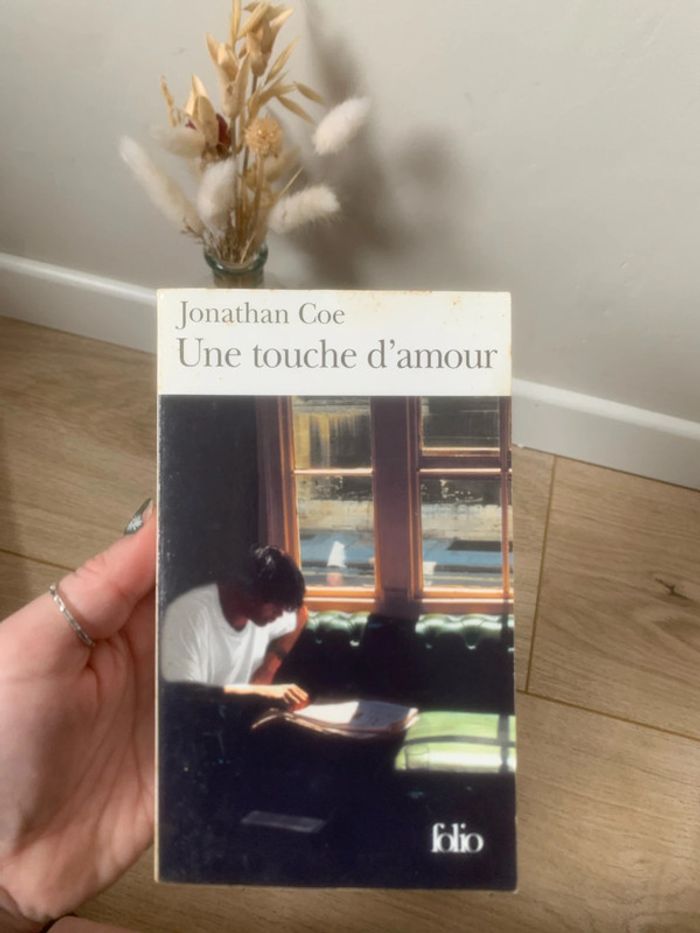 Jonathan Coe
Une touche d'amour
folio